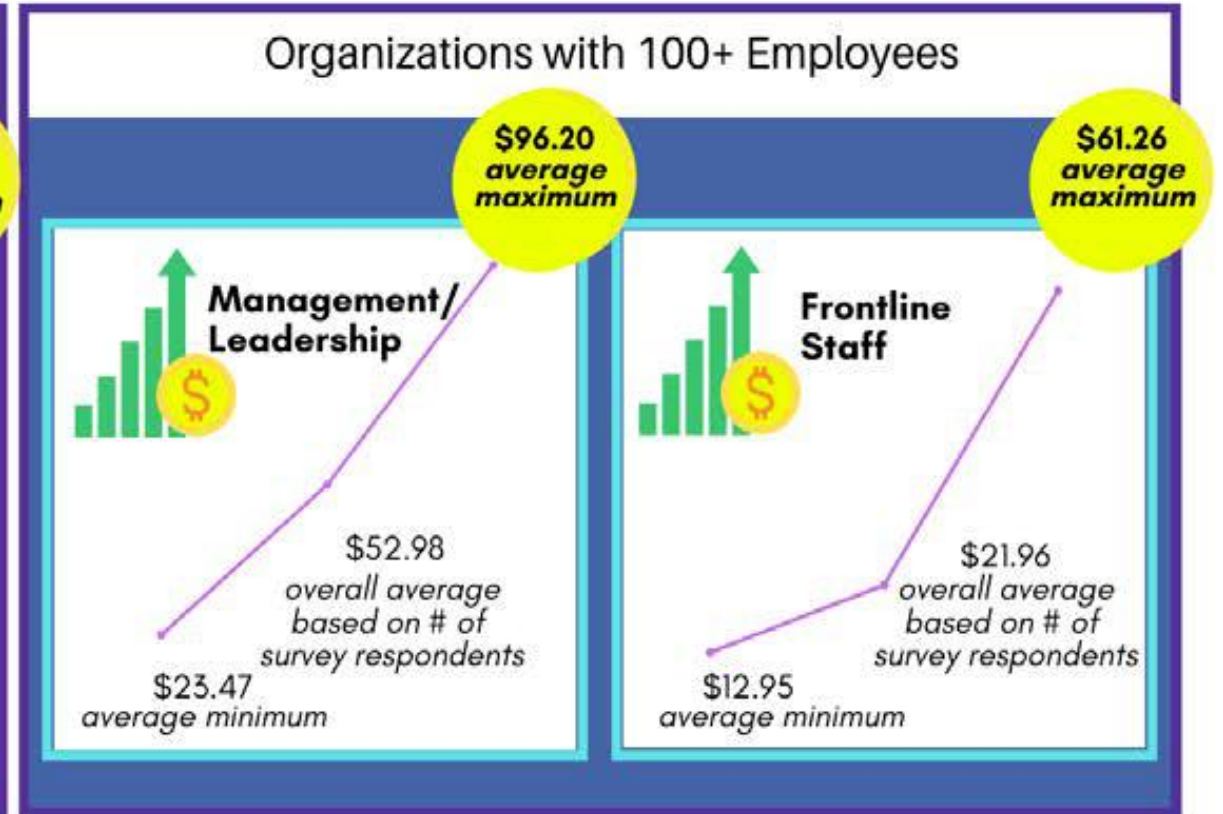 Organizations with 100+ Employees
$96.20
average
maximum
Management/
Leadership
$
$52.98
overall average
based on # of
survey respondents
$23.47
average minimum
$61.26
average
maximum
Frontline
Staff
$
$21.96
overall average
based on # of
survey respondents
$12.95
average minimum